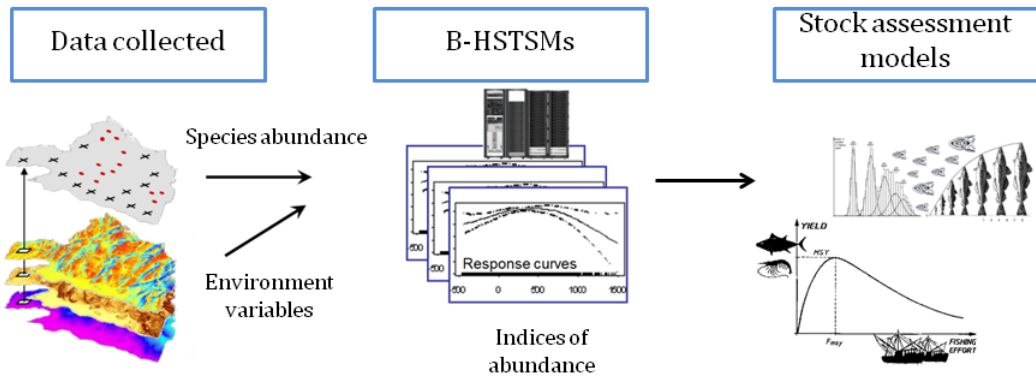 Data collected
B-HSTSMs
Stock assessment
models
Species abundance
Environment
variables
Response curves
-500
0
500
1000
1500
Indices of
abundance
YIELD
MSY
FMSY
FISHING
EFFORT